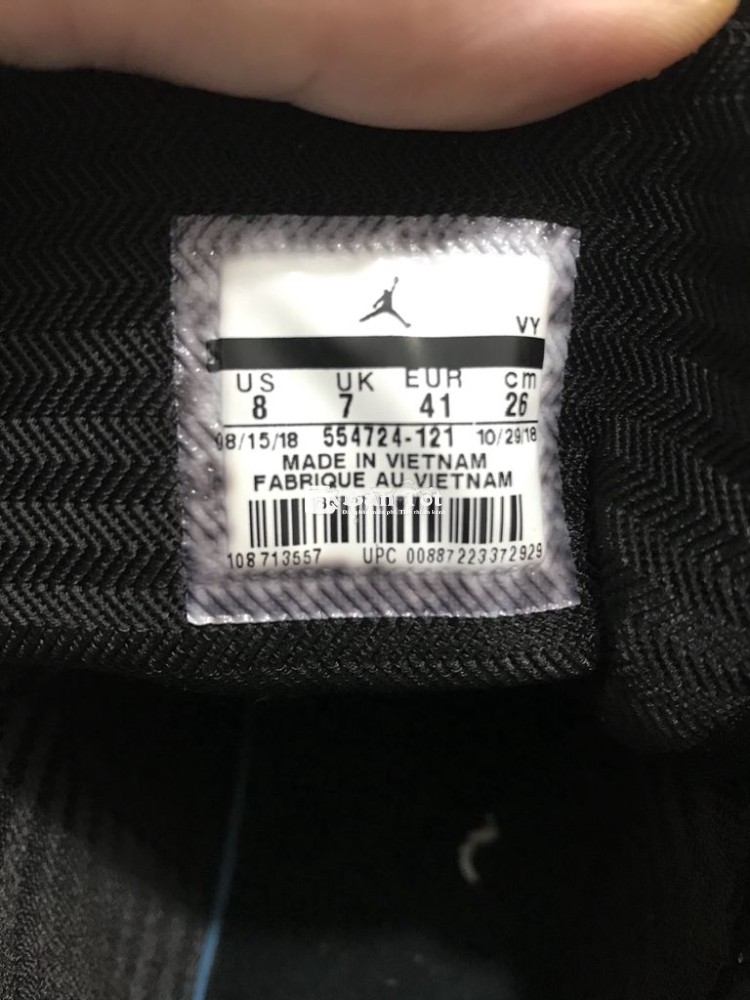 VY
US UK EUR cm
8 7 41 26
08/15/18 554724-121 10/29/18
MADE IN VIETNAM
FABRIQUE AU VIETNAM
108713557 UPC 00887223372929